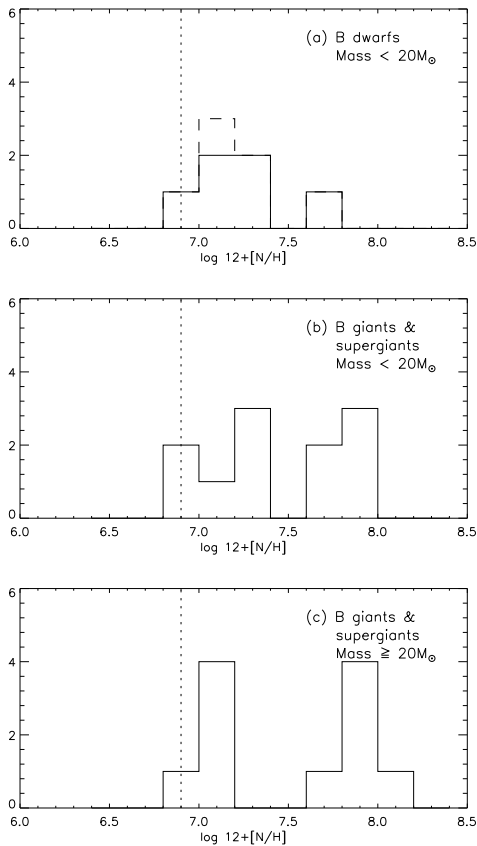 6
(a) B dwarfs
Mass < 20M⊙
4
2
0
6.0 6.5 7.0 7.5 8.0 8.5
log 12+[N/H]
6
(b) B giants &
supergiants
Mass < 20M⊙
4
2
0
6.0 6.5 7.0 7.5 8.0 8.5
log 12+[N/H]
6
(c) B giants &
supergiants
Mass ≧ 20M⊙
4
2
0
6.0 6.5 7.0 7.5 8.0 8.5
log 12+[N/H]